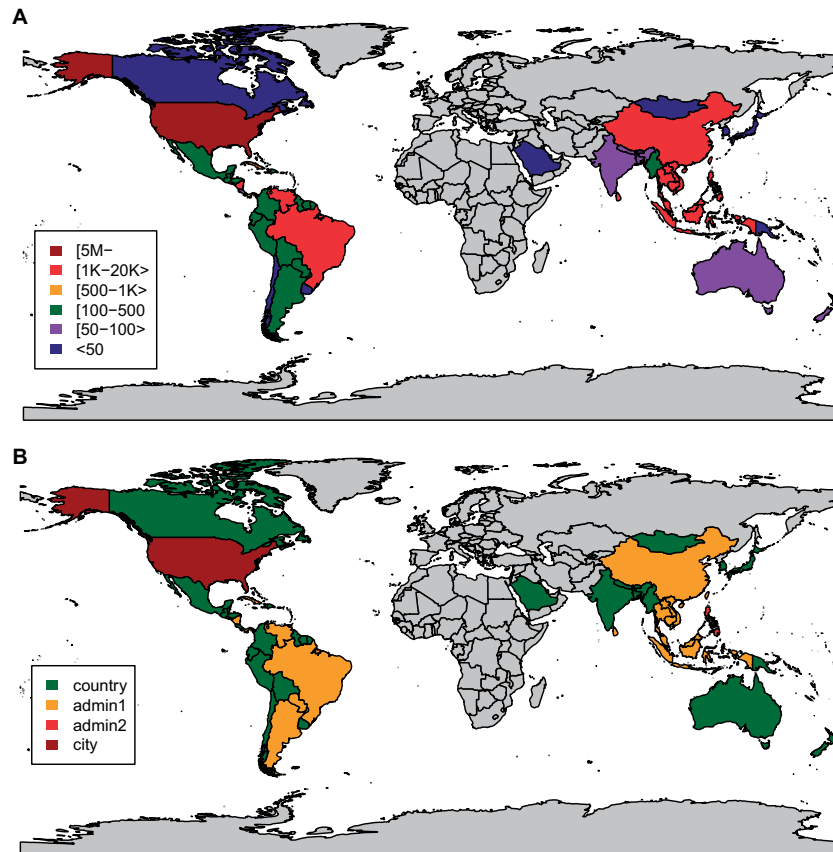 A
[5M−
[1K−20K>
[500−1K>
[100−500
[50−100>
<50
B
country
admin1
admin2
city